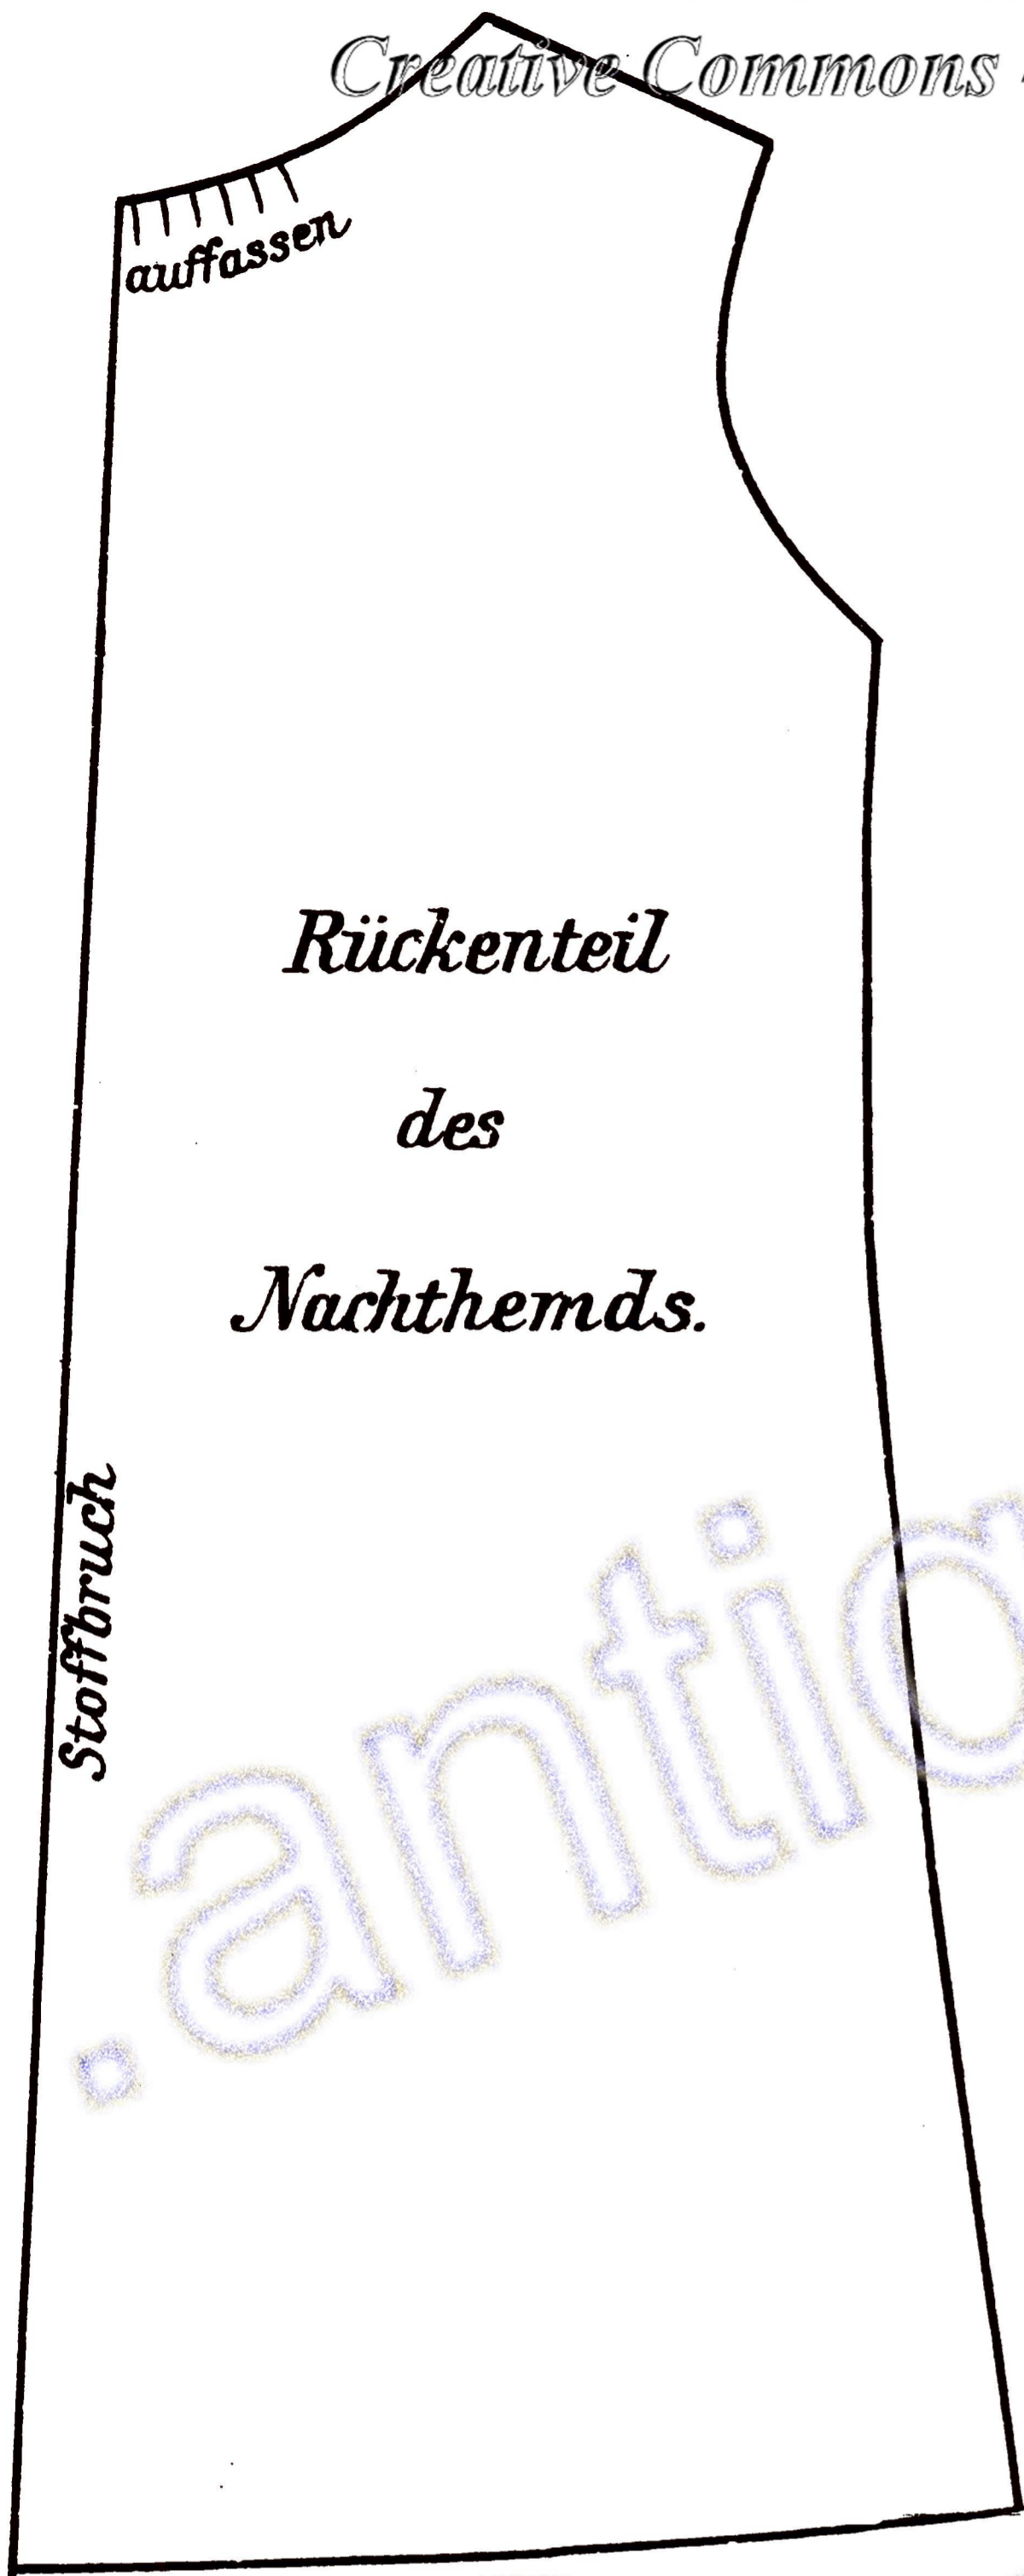 Creative Commons
auffassen
Rückenteil
des
Nachthemds.
Stoffbruch
.antiq